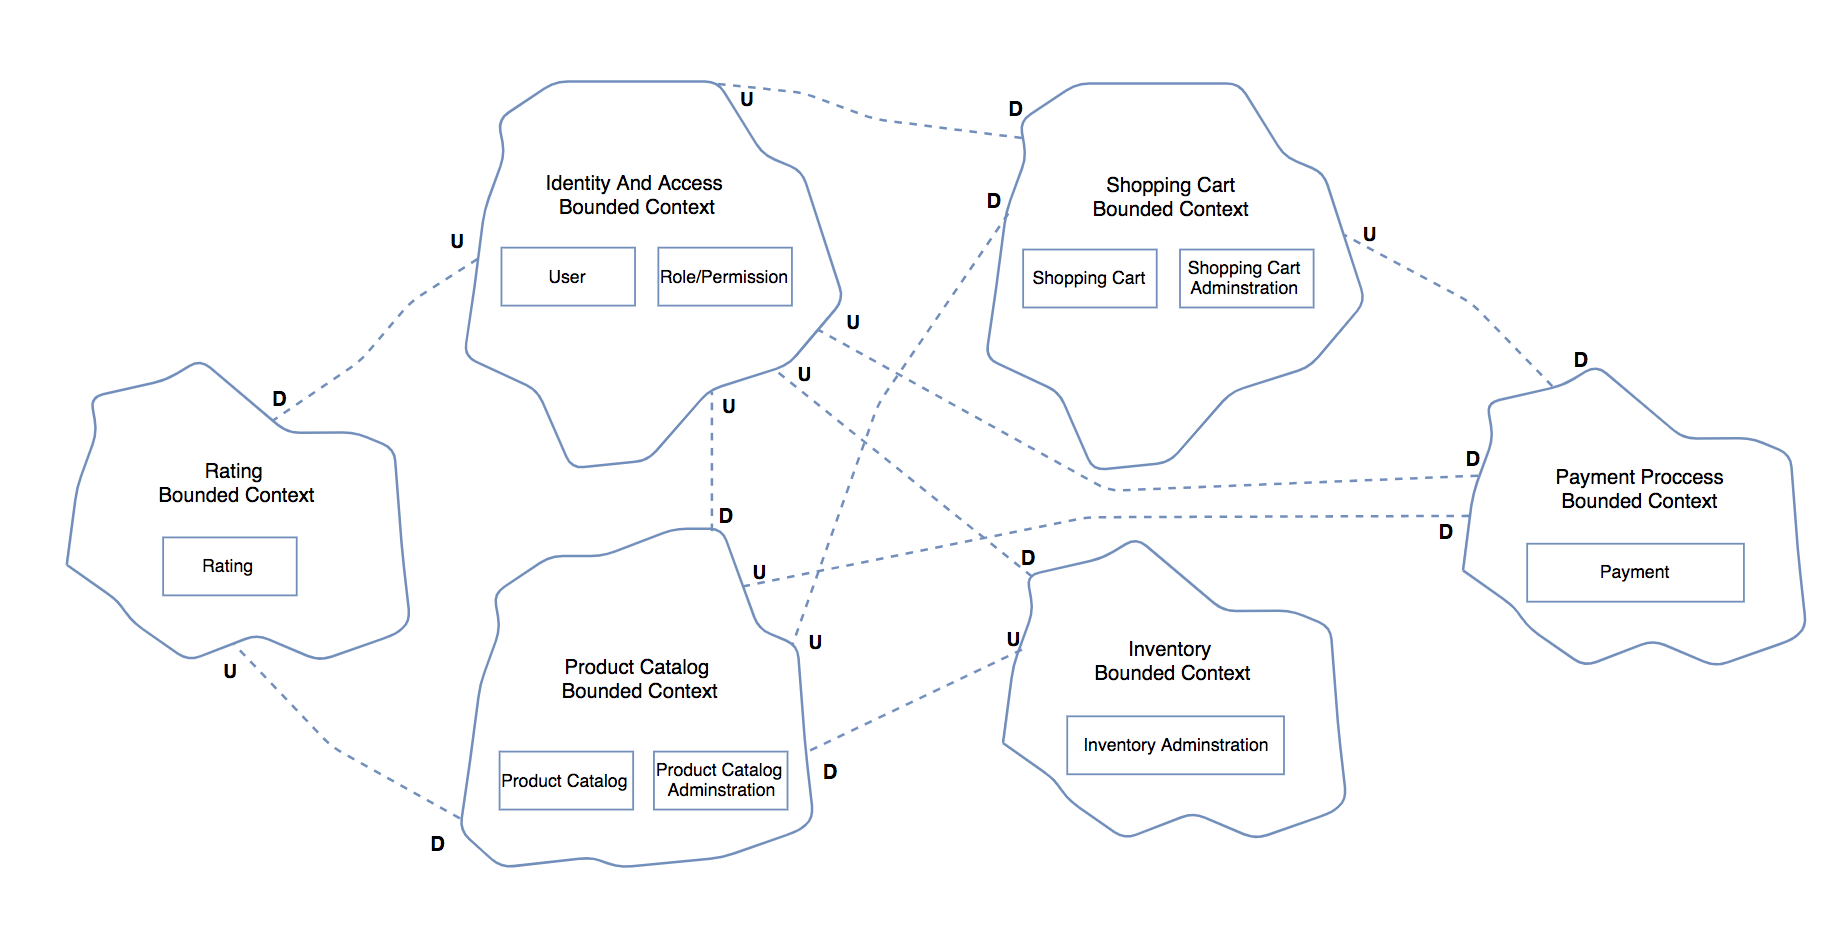 U
D
Identity And Access
Bounded Context
User
Role/Permission
D
Shopping Cart
Bounded Context
Shopping Cart
Shopping Cart
Adminstration
U
U
D
U
U
U
D
D
Rating
Bounded Context
Rating
U
D
D
Payment Proccess
Bounded Context
Payment
D
U
U
Product Catalog
Bounded Context
Product Catalog
Product Catalog
Adminstration
D
D
D
U
Inventory
Bounded Context
Inventory Adminstration